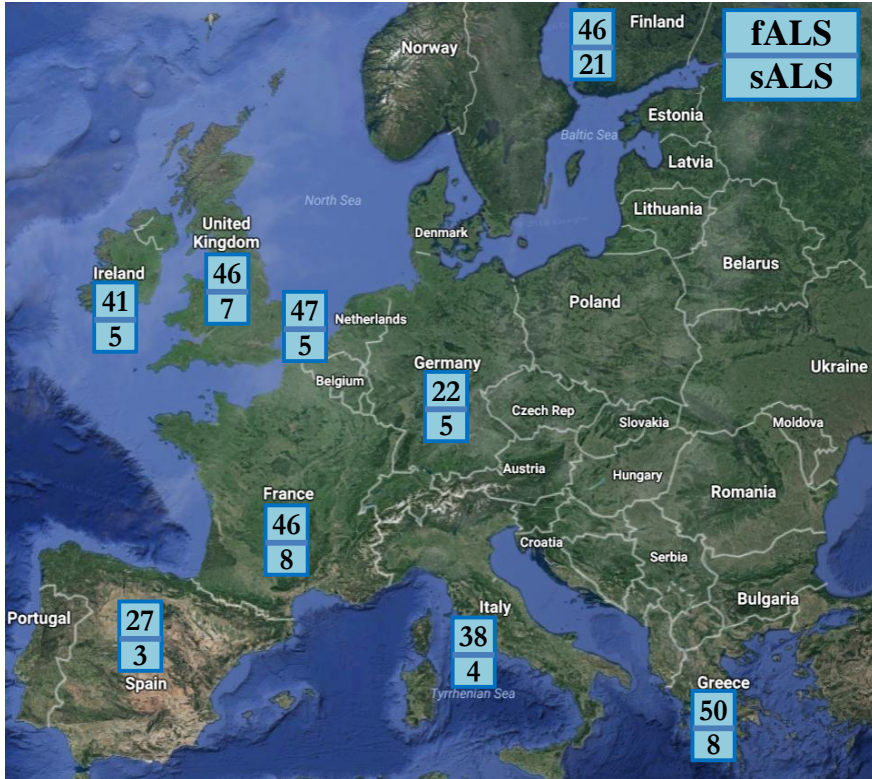 46
21
Finland
fALS
sALS
Norway
Estonia
Baltic Sea
Latvia
North Sea
Lithuania
United
Kingdom
Denmark
Ireland
46
7
Belarus
41
5
47
5
Netherlands
Poland
Germany
22
5
Belgium
Ukraine
Czech Rep
Slovakia
Moldova
Austria
Hungary
France
46
8
Romania
Croatia
Serbia
Portugal
27
3
Spain
Italy
38
4
Tyrrhenian Sea
Bulgaria
Greece
50
8